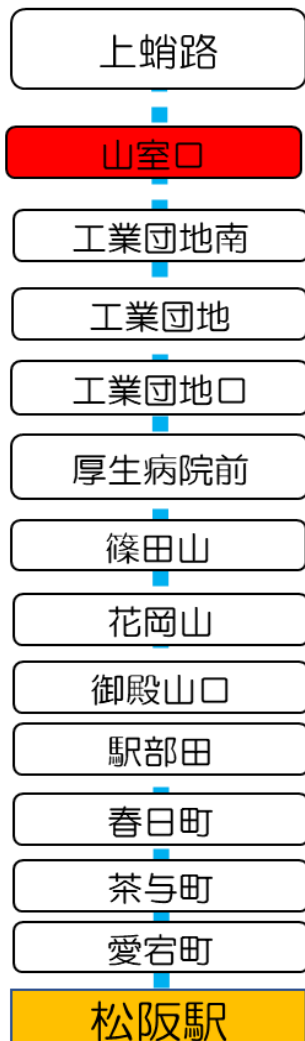 上蛸路
山室口
工業団地南
工業団地
工業団地口
厚生病院前
篠田山
花岡山
御殿山口
駅部田
春日町
茶与町
愛宕町
松阪駅